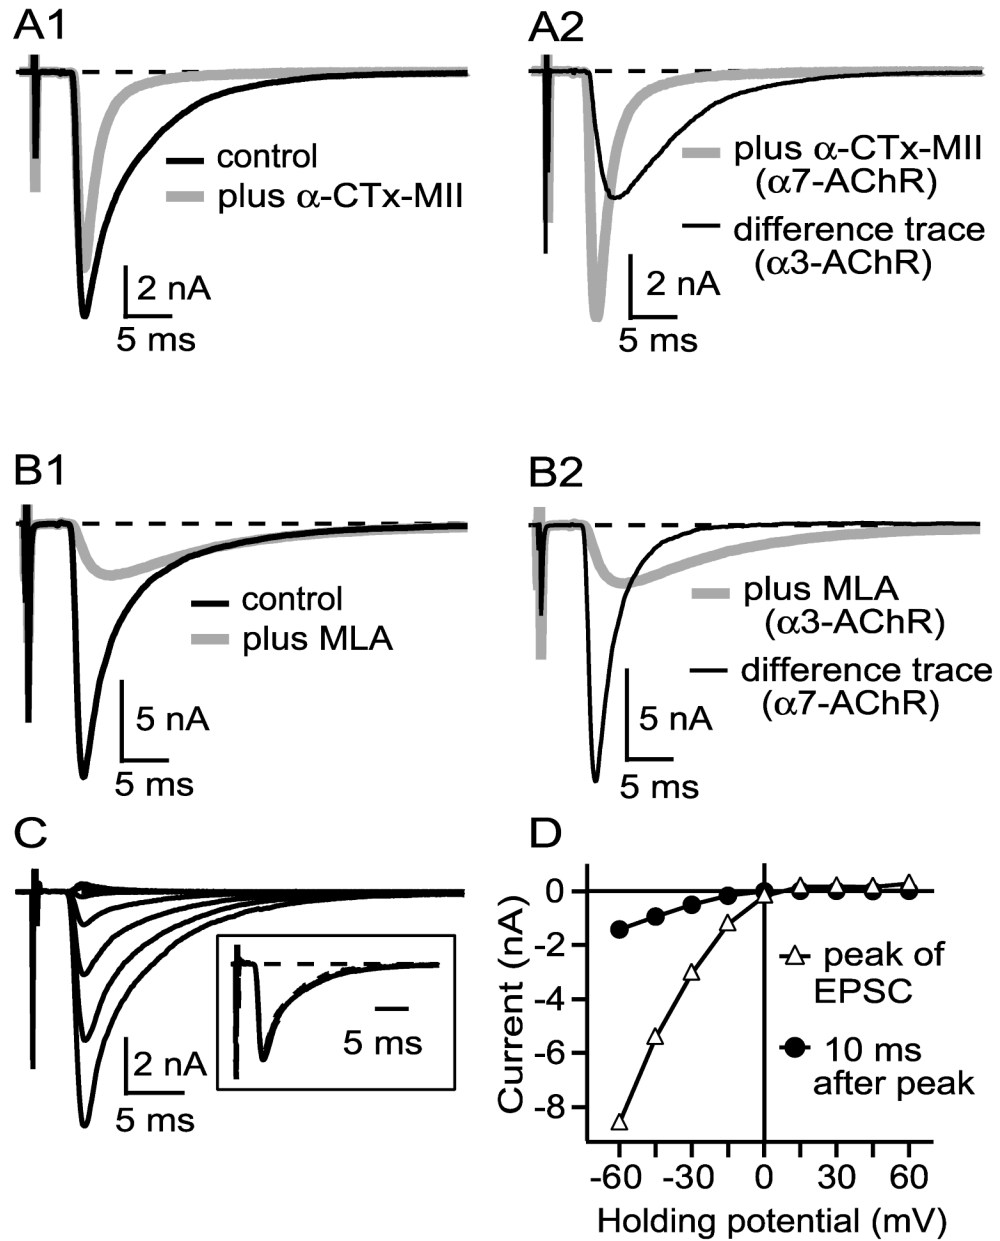 A1
control
plus α-CTx-MII
2 nA
5 ms
A2
plus α-CTx-MII
(α7-AChR)
difference trace
(α3-AChR)
2 nA
5 ms
B1
control
plus MLA
5 nA
5 ms
B2
plus MLA
(α3-AChR)
difference trace
(α7-AChR)
5 nA
5 ms
C
2 nA
5 ms
5 ms
D
Current (nA)
0
-2
-4
-6
-8
peak of
EPSC
10 ms
after peak
-60 -30 0 30 60
Holding potential (mV)